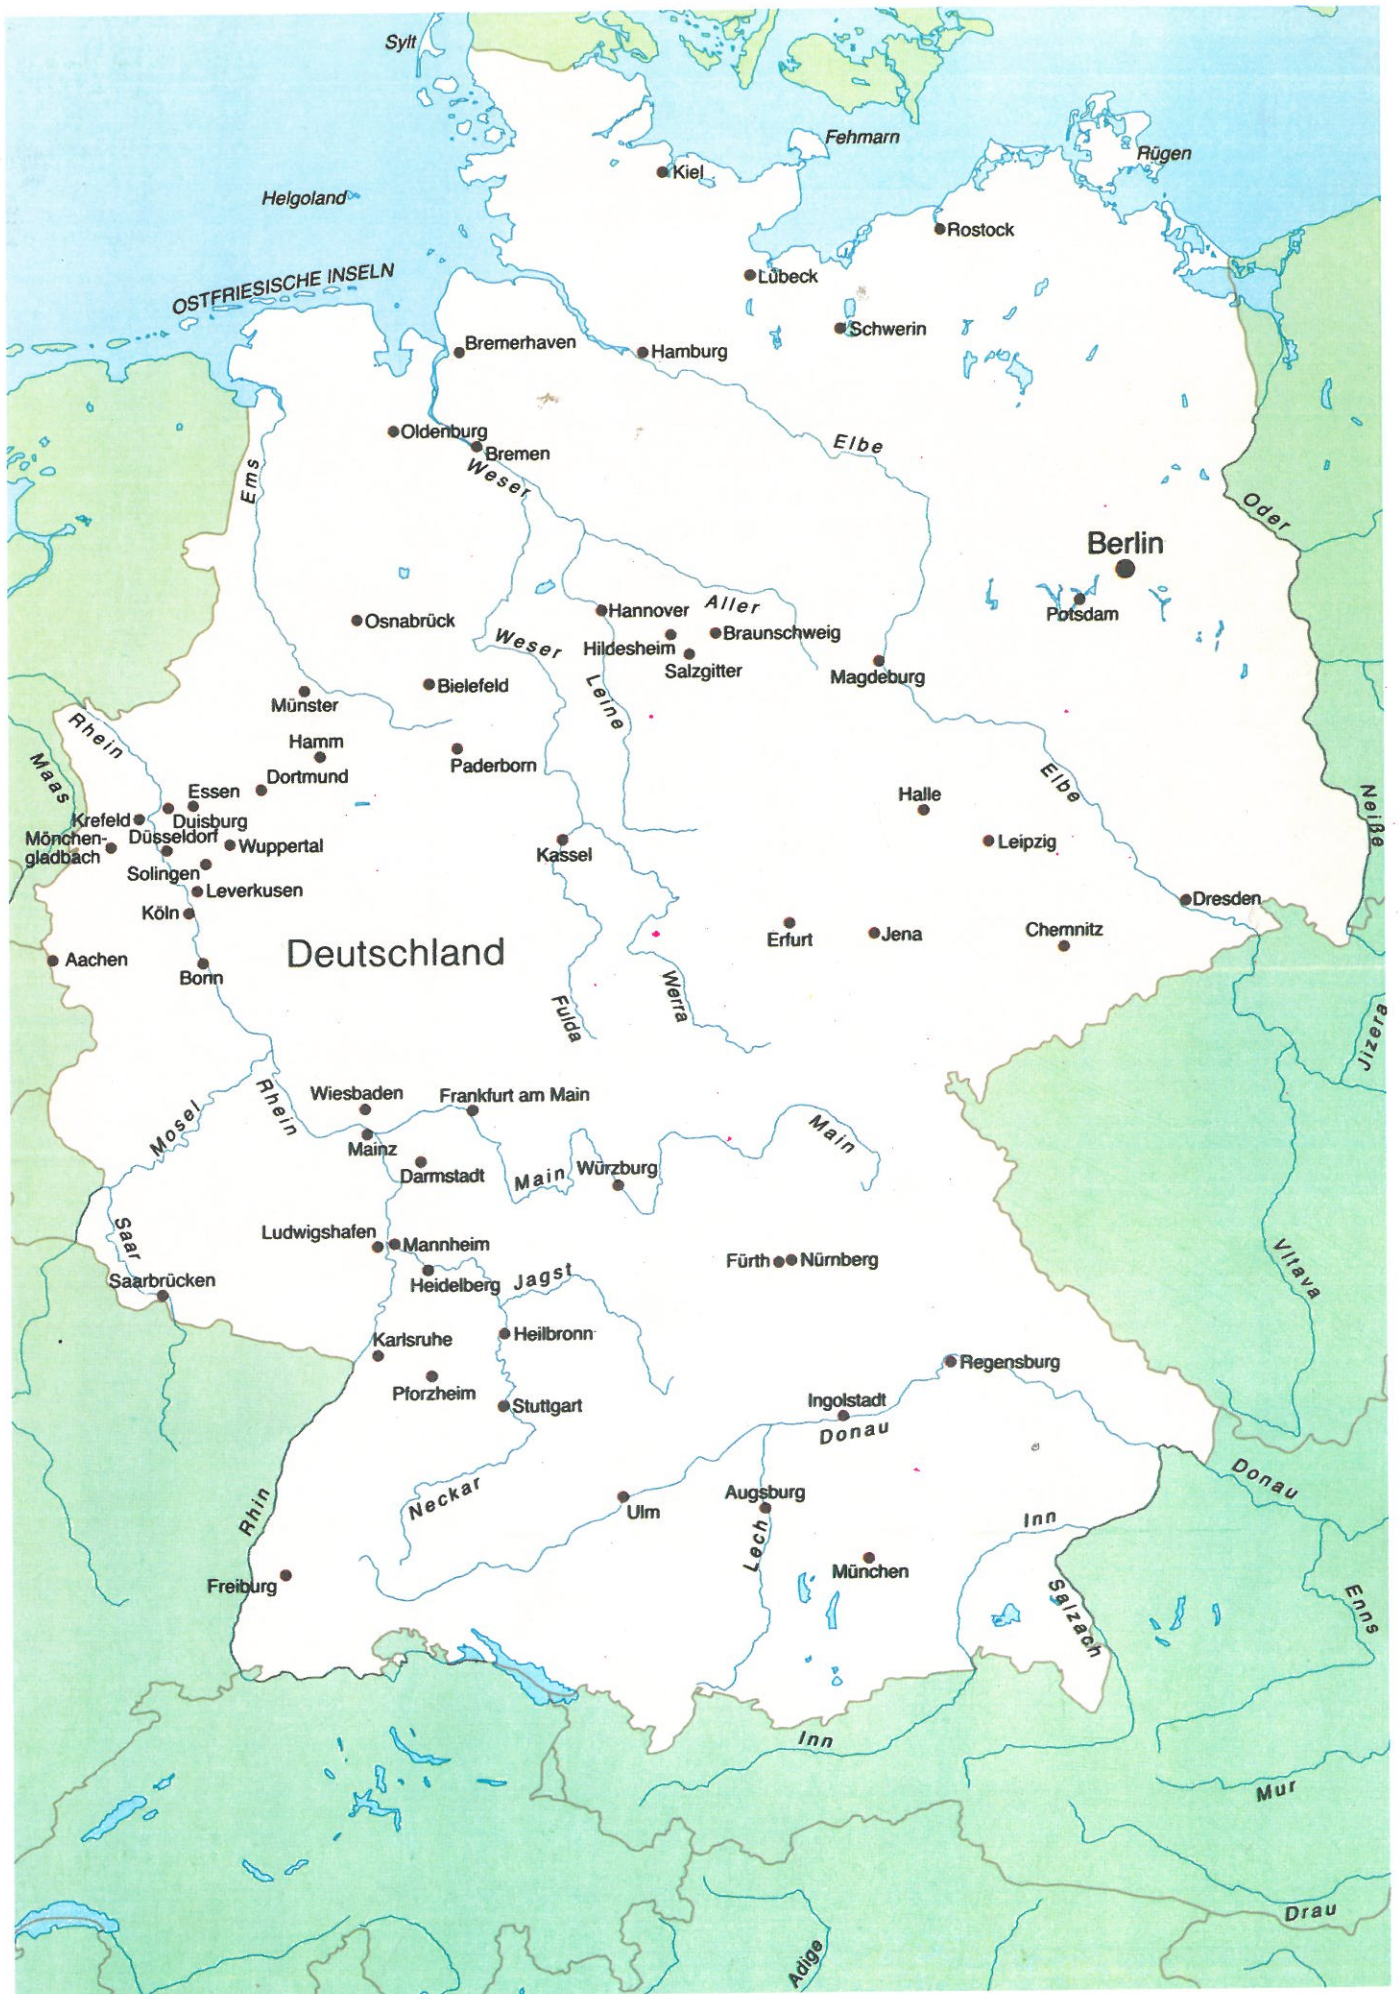 Sylt
Fehmarn
Rügen
Kiel
Helgoland
Rostock
OSTFRIESISCHE INSELN
Lübeck
Schwerin
Bremerhaven
Hamburg
Oldenburg
Bremen
Elbe
Weser
Ems
Oder
Berlin
Potsdam
Aller
Hannover
Osnabrück
Braunschweig
Weser
Hildesheim
Salzgitter
Magdeburg
Bielefeld
Leine
Münster
Rhein
Hamm
Paderborn
Maas
Dortmund
Elbe
Essen
Halle
Neiße
Krefeld
Duisburg
Mönchen-
gladbach
Düsseldorf
Wuppertal
Kassel
Leipzig
Solingen
Leverkusen
Dresden
Köln
Chemnitz
Erfurt
Jena
Deutschland
Aachen
Bonn
Werra
Fulda
Jizera
Wiesbaden
Frankfurt am Main
Rhein
Mosel
Main
Mainz
Darmstadt
Main
Würzburg
Saar
Ludwigshafen
Mannheim
Fürth
Nürnberg
Vltava
Saarbrücken
Heidelberg
Jagst
Heilbronn
Karlsruhe
Regensburg
Pforzheim
Stuttgart
Ingolstadt
Donau
Donau
Neckar
Augsburg
Ulm
Rhin
Inn
Lech
München
Freiburg
Salzach
Enns
Inn
Mur
Drau
Adige